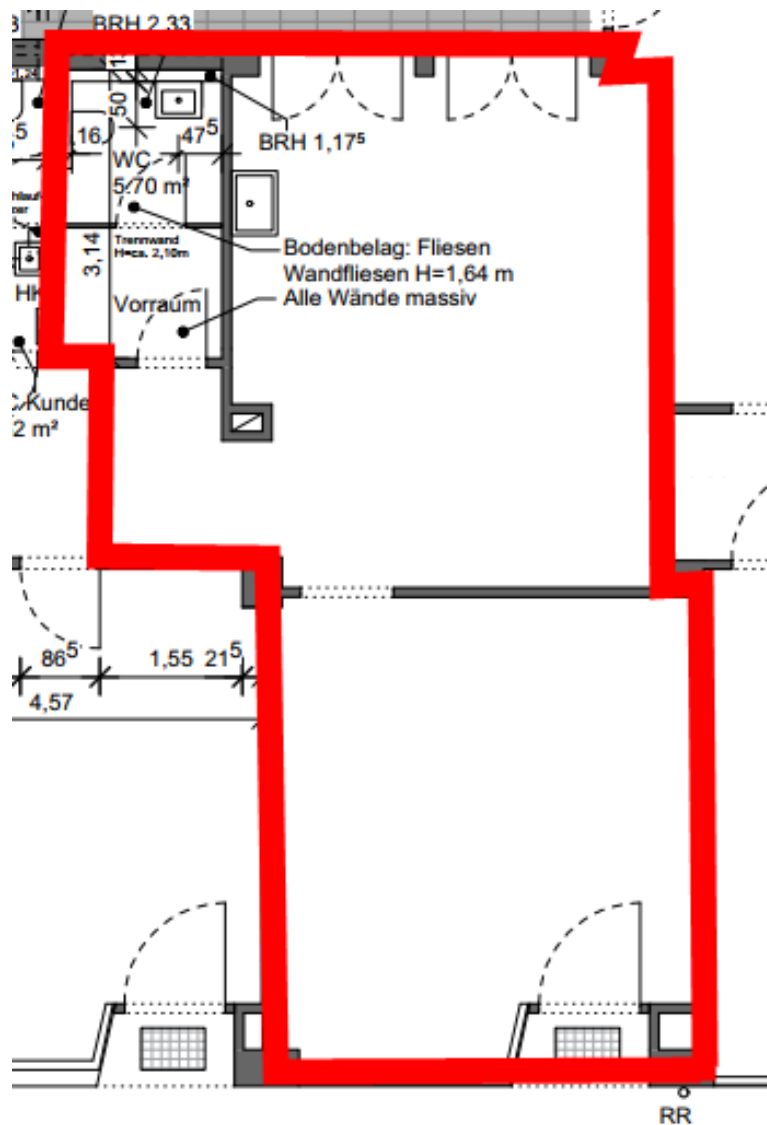 BRH 2,33
1,24
50
16
47⁵
BRH 1,17⁵
WC
5,70 m²
Trennwand
H=ca. 2,10m
3,14
Bodenbelag: Fliesen
Wandfliesen H=1,64 m
Alle Wände massiv
Vorraum
HK
Kunde
2 m²
86⁵
1,55
21⁵
4,57
RR